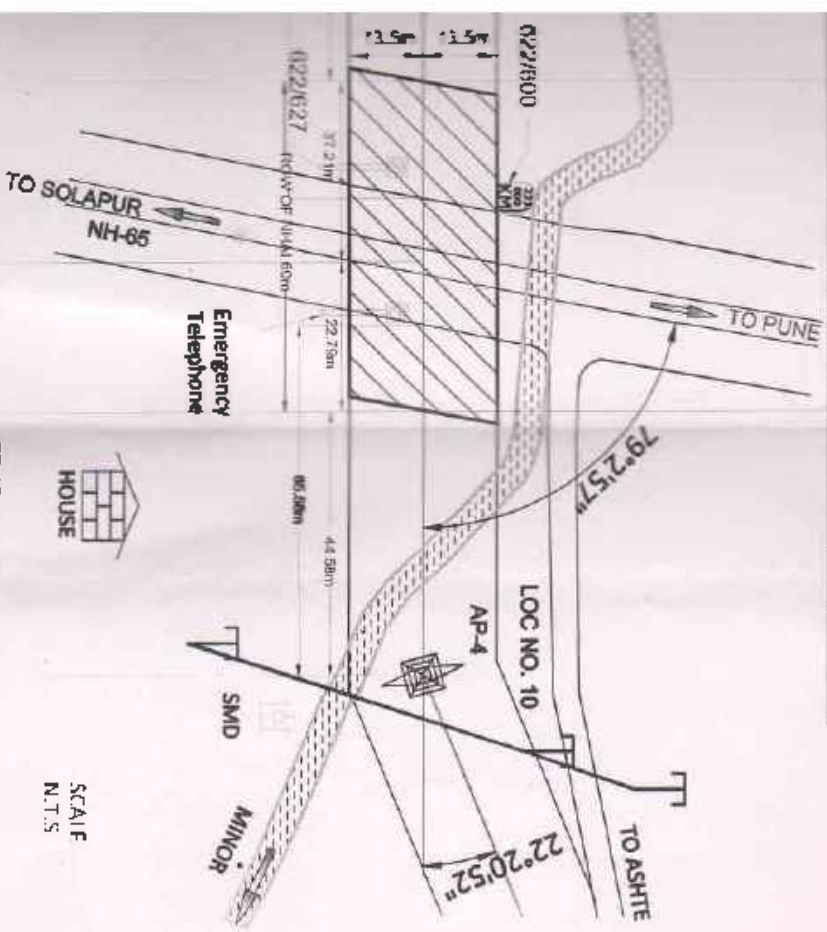 13.5m
13.5m
622/600
622/627
37.21m
ROW OF NHAI 60m
22.79m
KM
TO SOLAPUR
NH-65
TO PUNE
Emergency
Telephone
79°2'57"
86.88m
44.58m
HOUSE
AP-4
LOC NO. 10
SMD
TO ASHTE
22°20'52"
MINOR
SCALE
N.T.S